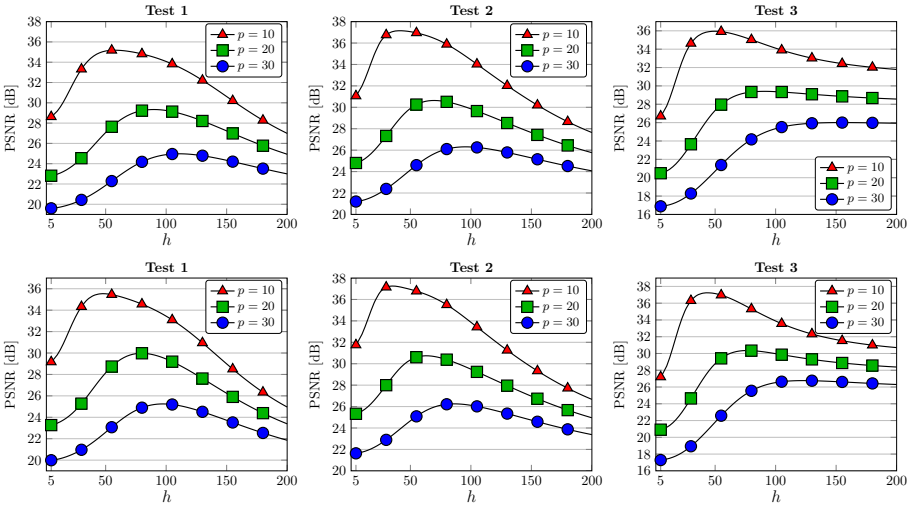 Test 1
38
36
34
32
30
28
26
24
22
20
PSNR [dB]
5 50 100 150 200
h
p = 10
p = 20
p = 30
Test 2
38
36
34
32
30
28
26
24
22
20
PSNR [dB]
5 50 100 150 200
h
p = 10
p = 20
p = 30
Test 3
36
34
32
30
28
26
24
22
20
18
16
PSNR [dB]
5 50 100 150 200
h
p = 10
p = 20
p = 30
Test 1
36
34
32
30
28
26
24
22
20
PSNR [dB]
5 50 100 150 200
h
p = 10
p = 20
p = 30
Test 2
38
36
34
32
30
28
26
24
22
20
PSNR [dB]
5 50 100 150 200
h
p = 10
p = 20
p = 30
Test 3
38
36
34
32
30
28
26
24
22
20
18
16
PSNR [dB]
5 50 100 150 200
h
p = 10
p = 20
p = 30